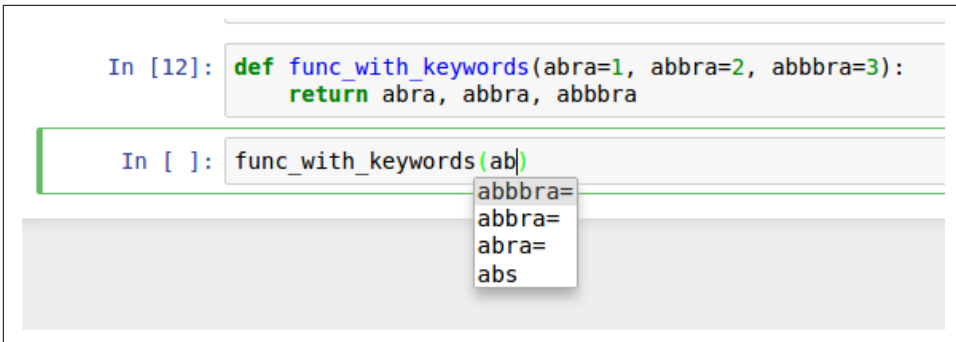 In [12]: def func_with_keywords(abra=1, abbra=2, abbbra=3):
return abra, abbra, abbbra
In [ ]: func_with_keywords(ab)
abbbra=
abbra=
abra=
abs